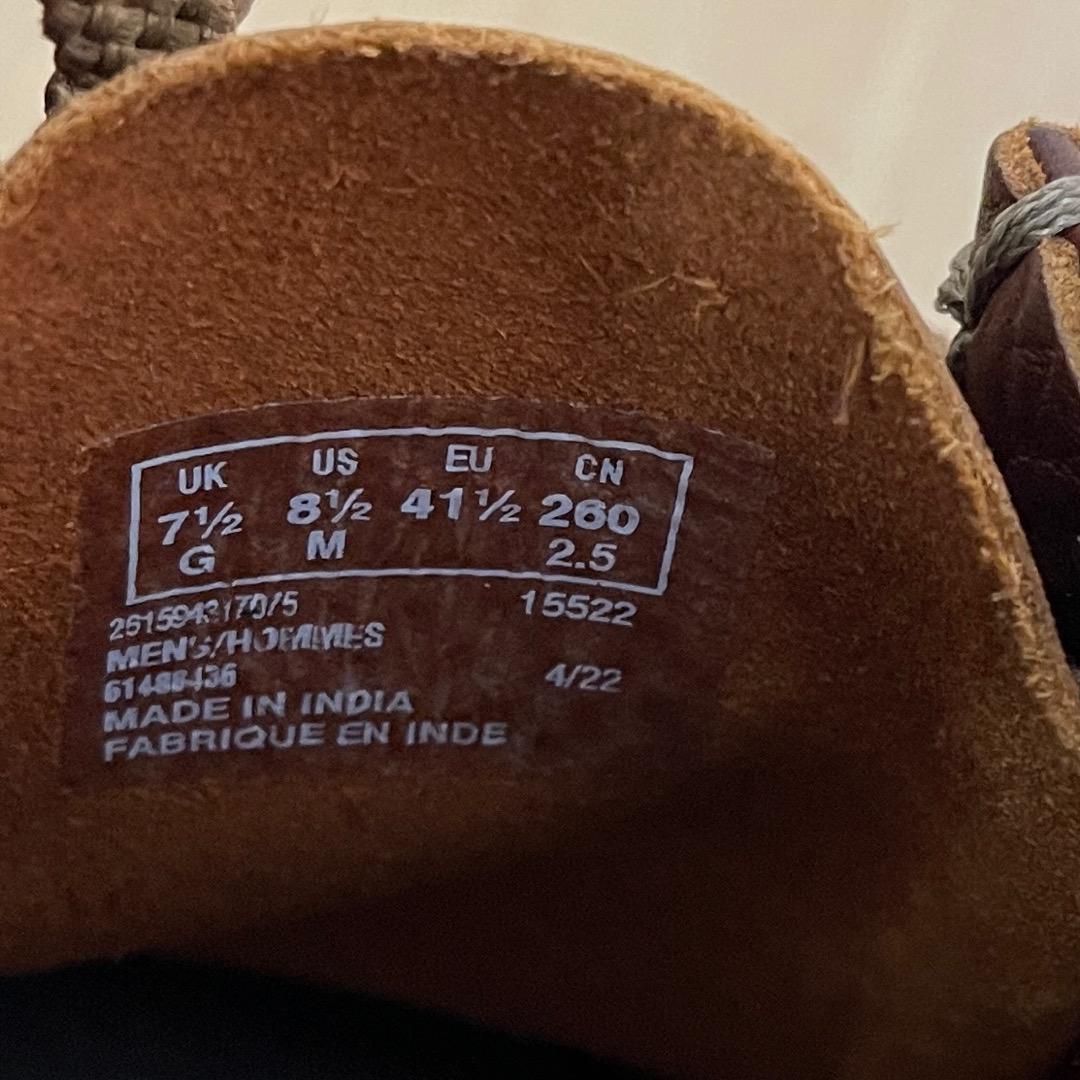 UK US EU CN
7½ 8½ 41½ 260
G M 2.5
15522
MEN'S/HOMMES
4/22
MADE IN INDIA
FABRIQUE EN INDE